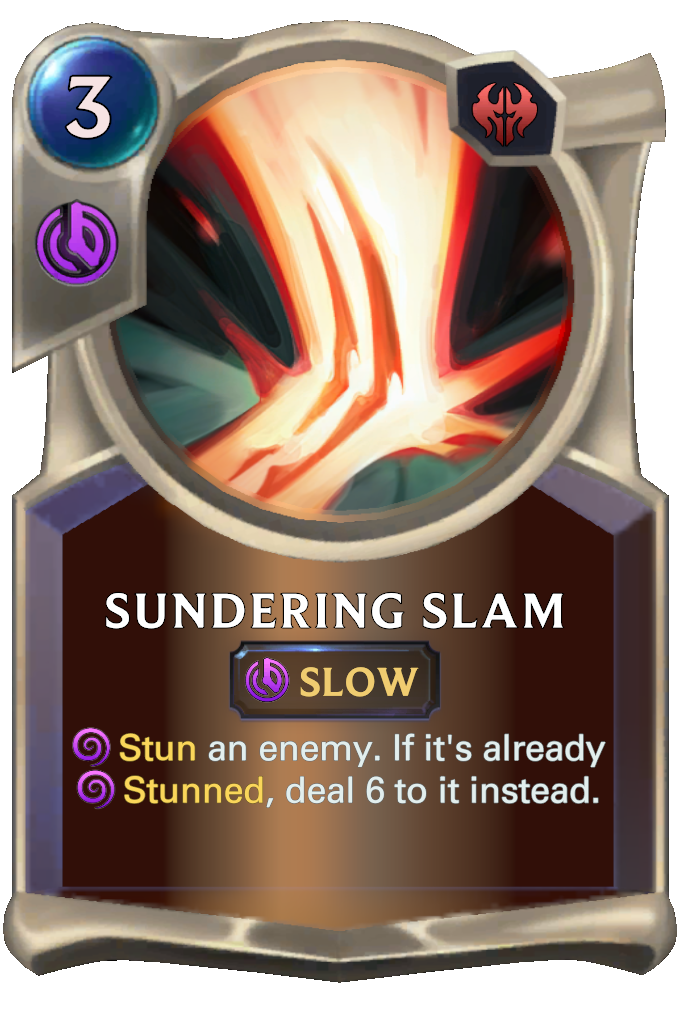 3
SUNDERING SLAM
SLOW
Stun an enemy. If it's already
Stunned, deal 6 to it instead.